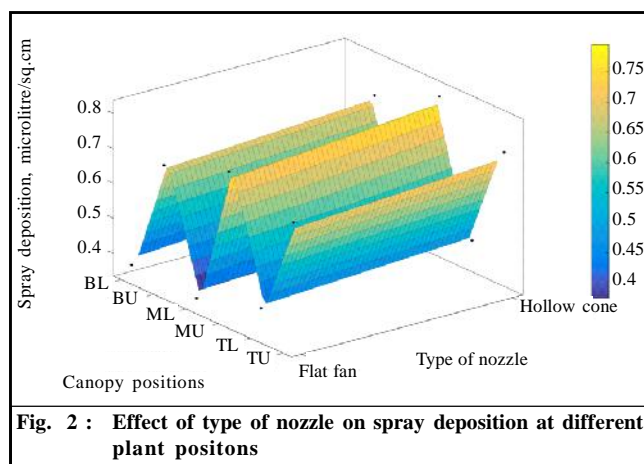 Spray deposition, microlitre/sq.cm
0.8
0.7
0.6
0.5
0.4
BL
BU
ML
MU
TL
TU
Canopy positions
Flat fan
Hollow cone
Type of nozzle
0.75
0.7
0.65
0.6
0.55
0.5
0.45
0.4
Fig. 2 : Effect of type of nozzle on spray deposition at different
plant positons